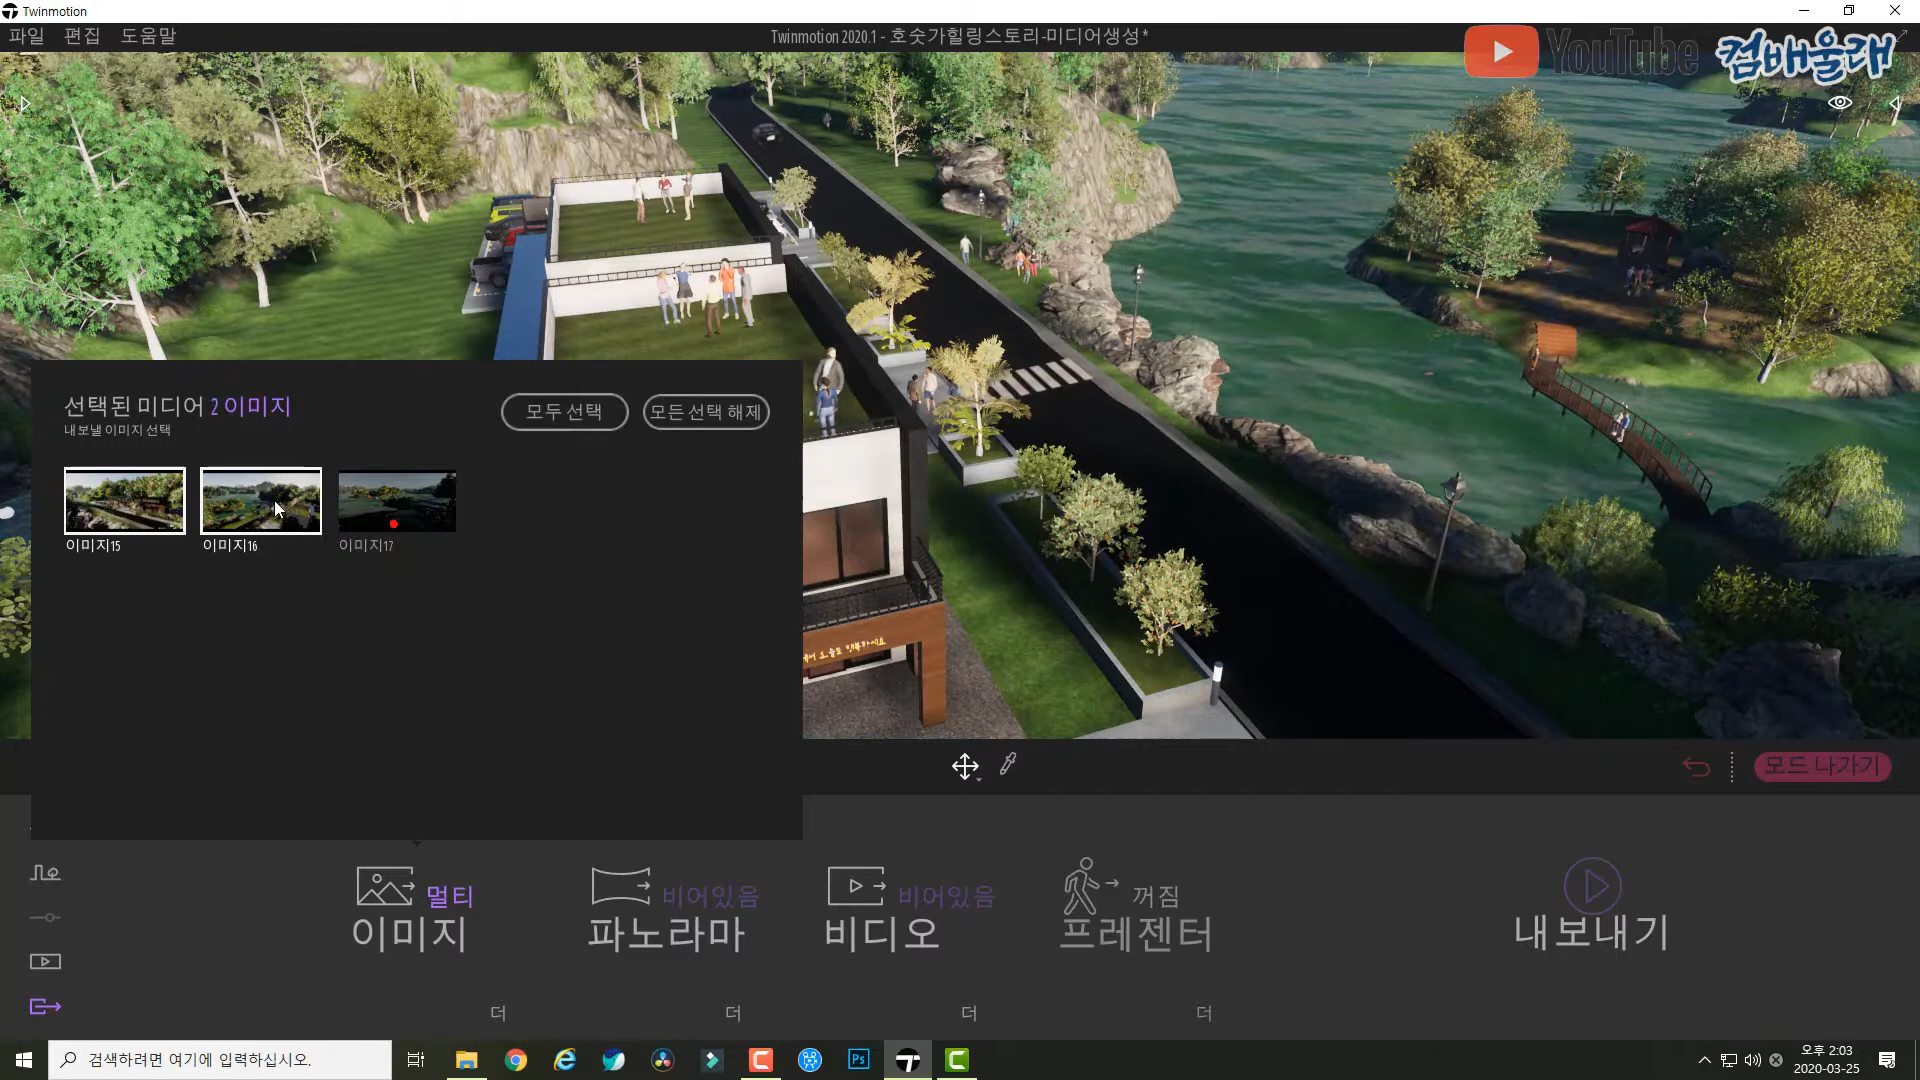 Twinmotion
파일 편집 도움말
Twinmotion 2020.1 - 호숫가힐링스토리-미디어생성*
YouTube 컴배울래
선택된 미디어 2 이미지
내보낼 이미지 선택
모두 선택
모든 선택 해제
이미지15
이미지16
이미지17
모드 나가기
멀티
이미지
비어있음
파노라마
비어있음
비디오
꺼짐
프레젠터
내보내기
더
더
더
더
검색하려면 여기에 입력하십시오.
Ps
오후 2:03
2020-03-25